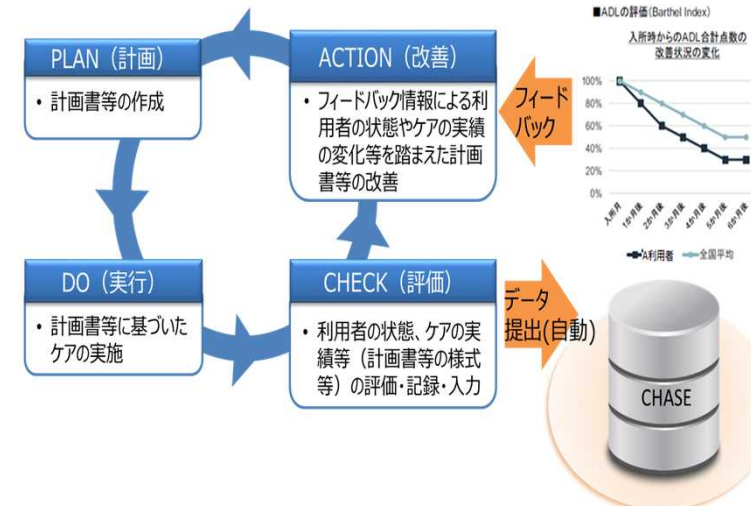 ■ADLの評価(Barthel Index)
入所時からのADL合計点数の
改善状況の変化
100%
80%
60%
40%
20%
0%
入所月
1か月後
2か月後
3か月後
4か月後
5か月後
6か月後
A利用者
全国平均
PLAN（計画）
・計画書等の作成
ACTION（改善）
・フィードバック情報による利
用者の状態やケアの実績
の変化等を踏まえた計画
書等の改善
フィード
バック
DO（実行）
・計画書等に基づいた
ケアの実施
CHECK（評価）
・利用者の状態、ケアの実
績等（計画書等の様式
等）の評価・記録・入力
データ
提出(自動)
CHASE